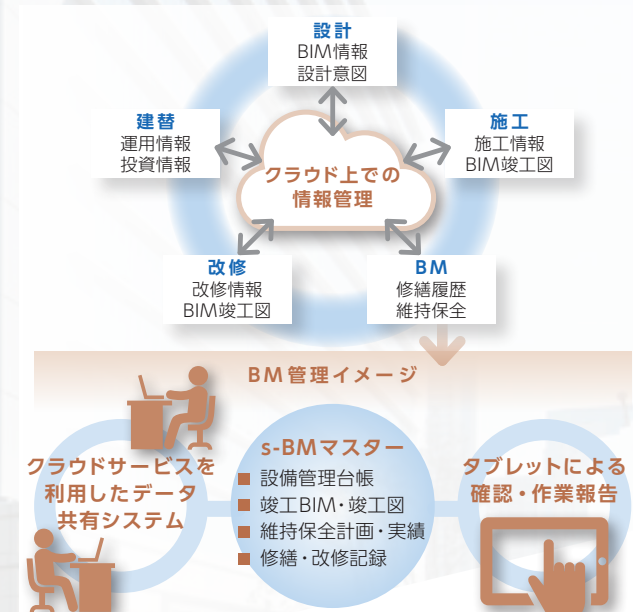 設計
BIM情報
設計意図
建替
運用情報
投資情報
施工
施工情報
BIM竣工図
クラウド上での
情報管理
改修
改修情報
BIM竣工図
BM
修繕履歴
維持保全
BM管理イメージ
クラウドサービスを
利用したデータ
共有システム
s-BMマスター
■ 設備管理台帳
■ 竣工BIM・竣工図
■ 維持保全計画・実績
■ 修繕・改修記録
タブレットによる
確認・作業報告